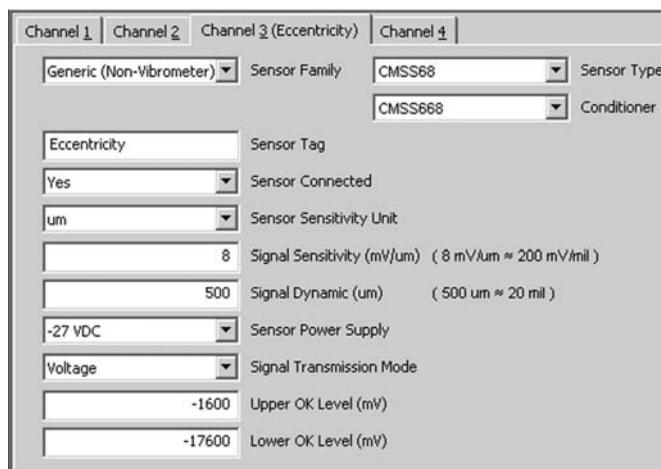 Channel 1 Channel 2 Channel 3 (Eccentricity) Channel 4
Generic (Non-Vibrometer) Sensor Family CMSS68 Sensor Type
CMSS668 Conditioner
Eccentricity Sensor Tag
Yes Sensor Connected
um Sensor Sensitivity Unit
8 Signal Sensitivity (mV/um) ( 8 mV/um ≈ 200 mV/mil )
500 Signal Dynamic (um) ( 500 um ≈ 20 mil )
-27 VDC Sensor Power Supply
Voltage Signal Transmission Mode
-1600 Upper OK Level (mV)
-17600 Lower OK Level (mV)